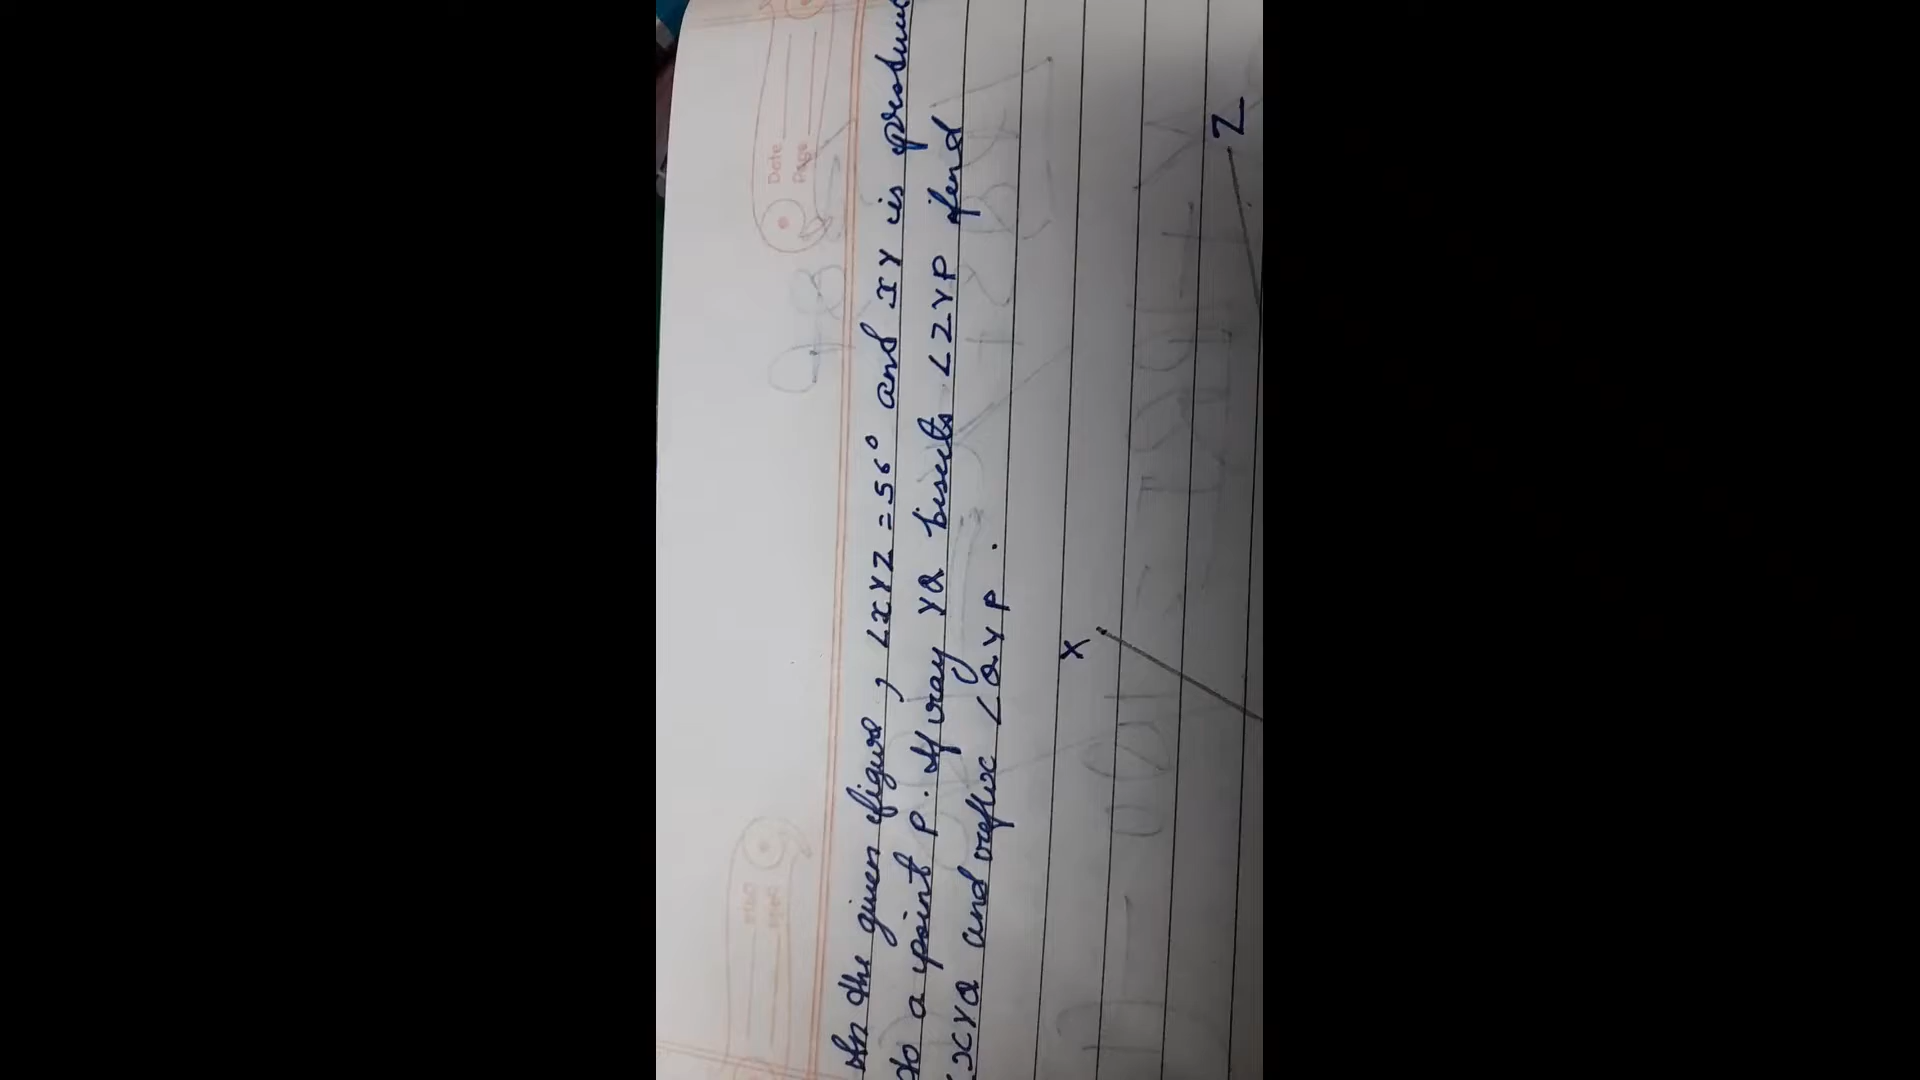 Date
Page
In the given figure, ∠XYZ = 56° and XY is
to a point P. If ray YQ bisects ∠ZYP find
∠XYQ and reflex ∠QYP.
X
Z